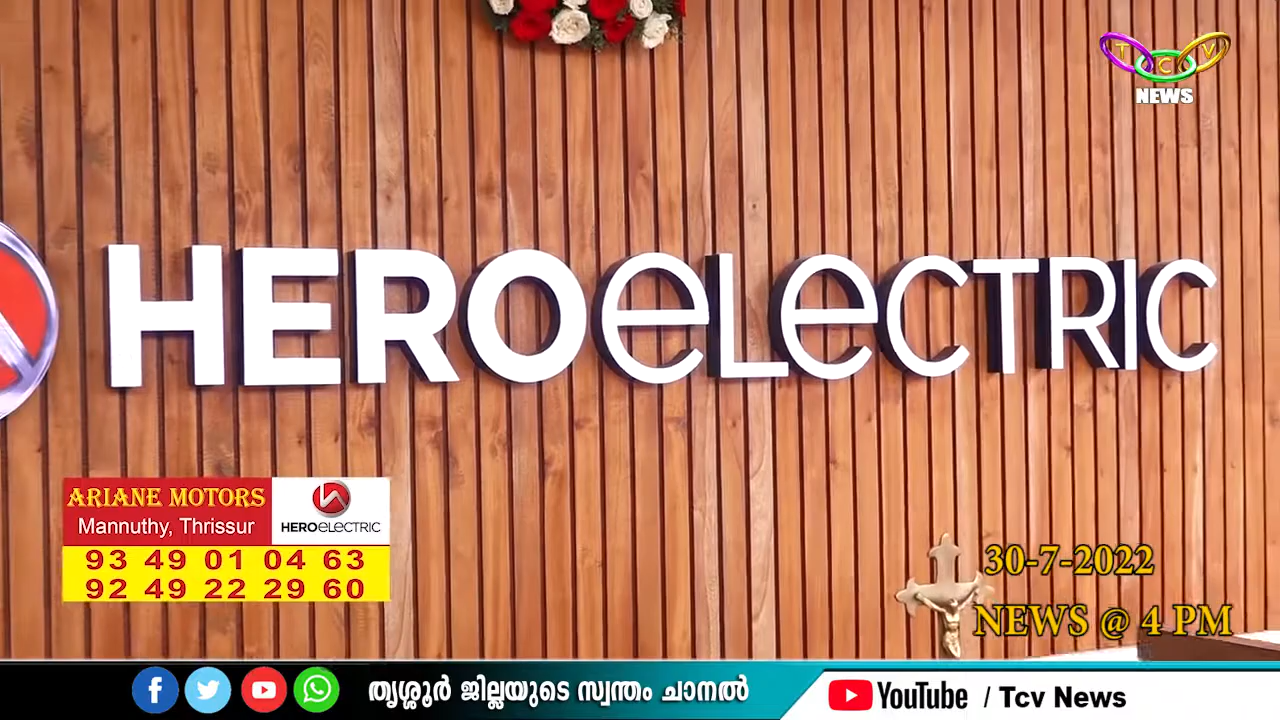 TCV
NEWS
HEROeLeCTRIC
ARIANE MOTORS
Mannuthy, Thrissur
HEROeLeCTRIC
93 49 01 04 63
92 49 22 29 60
30-7-2022
NEWS @ 4 PM
തൃശ്ശൂർ ജില്ലയുടെ സ്വന്തം ചാനൽ
YouTube / Tcv News